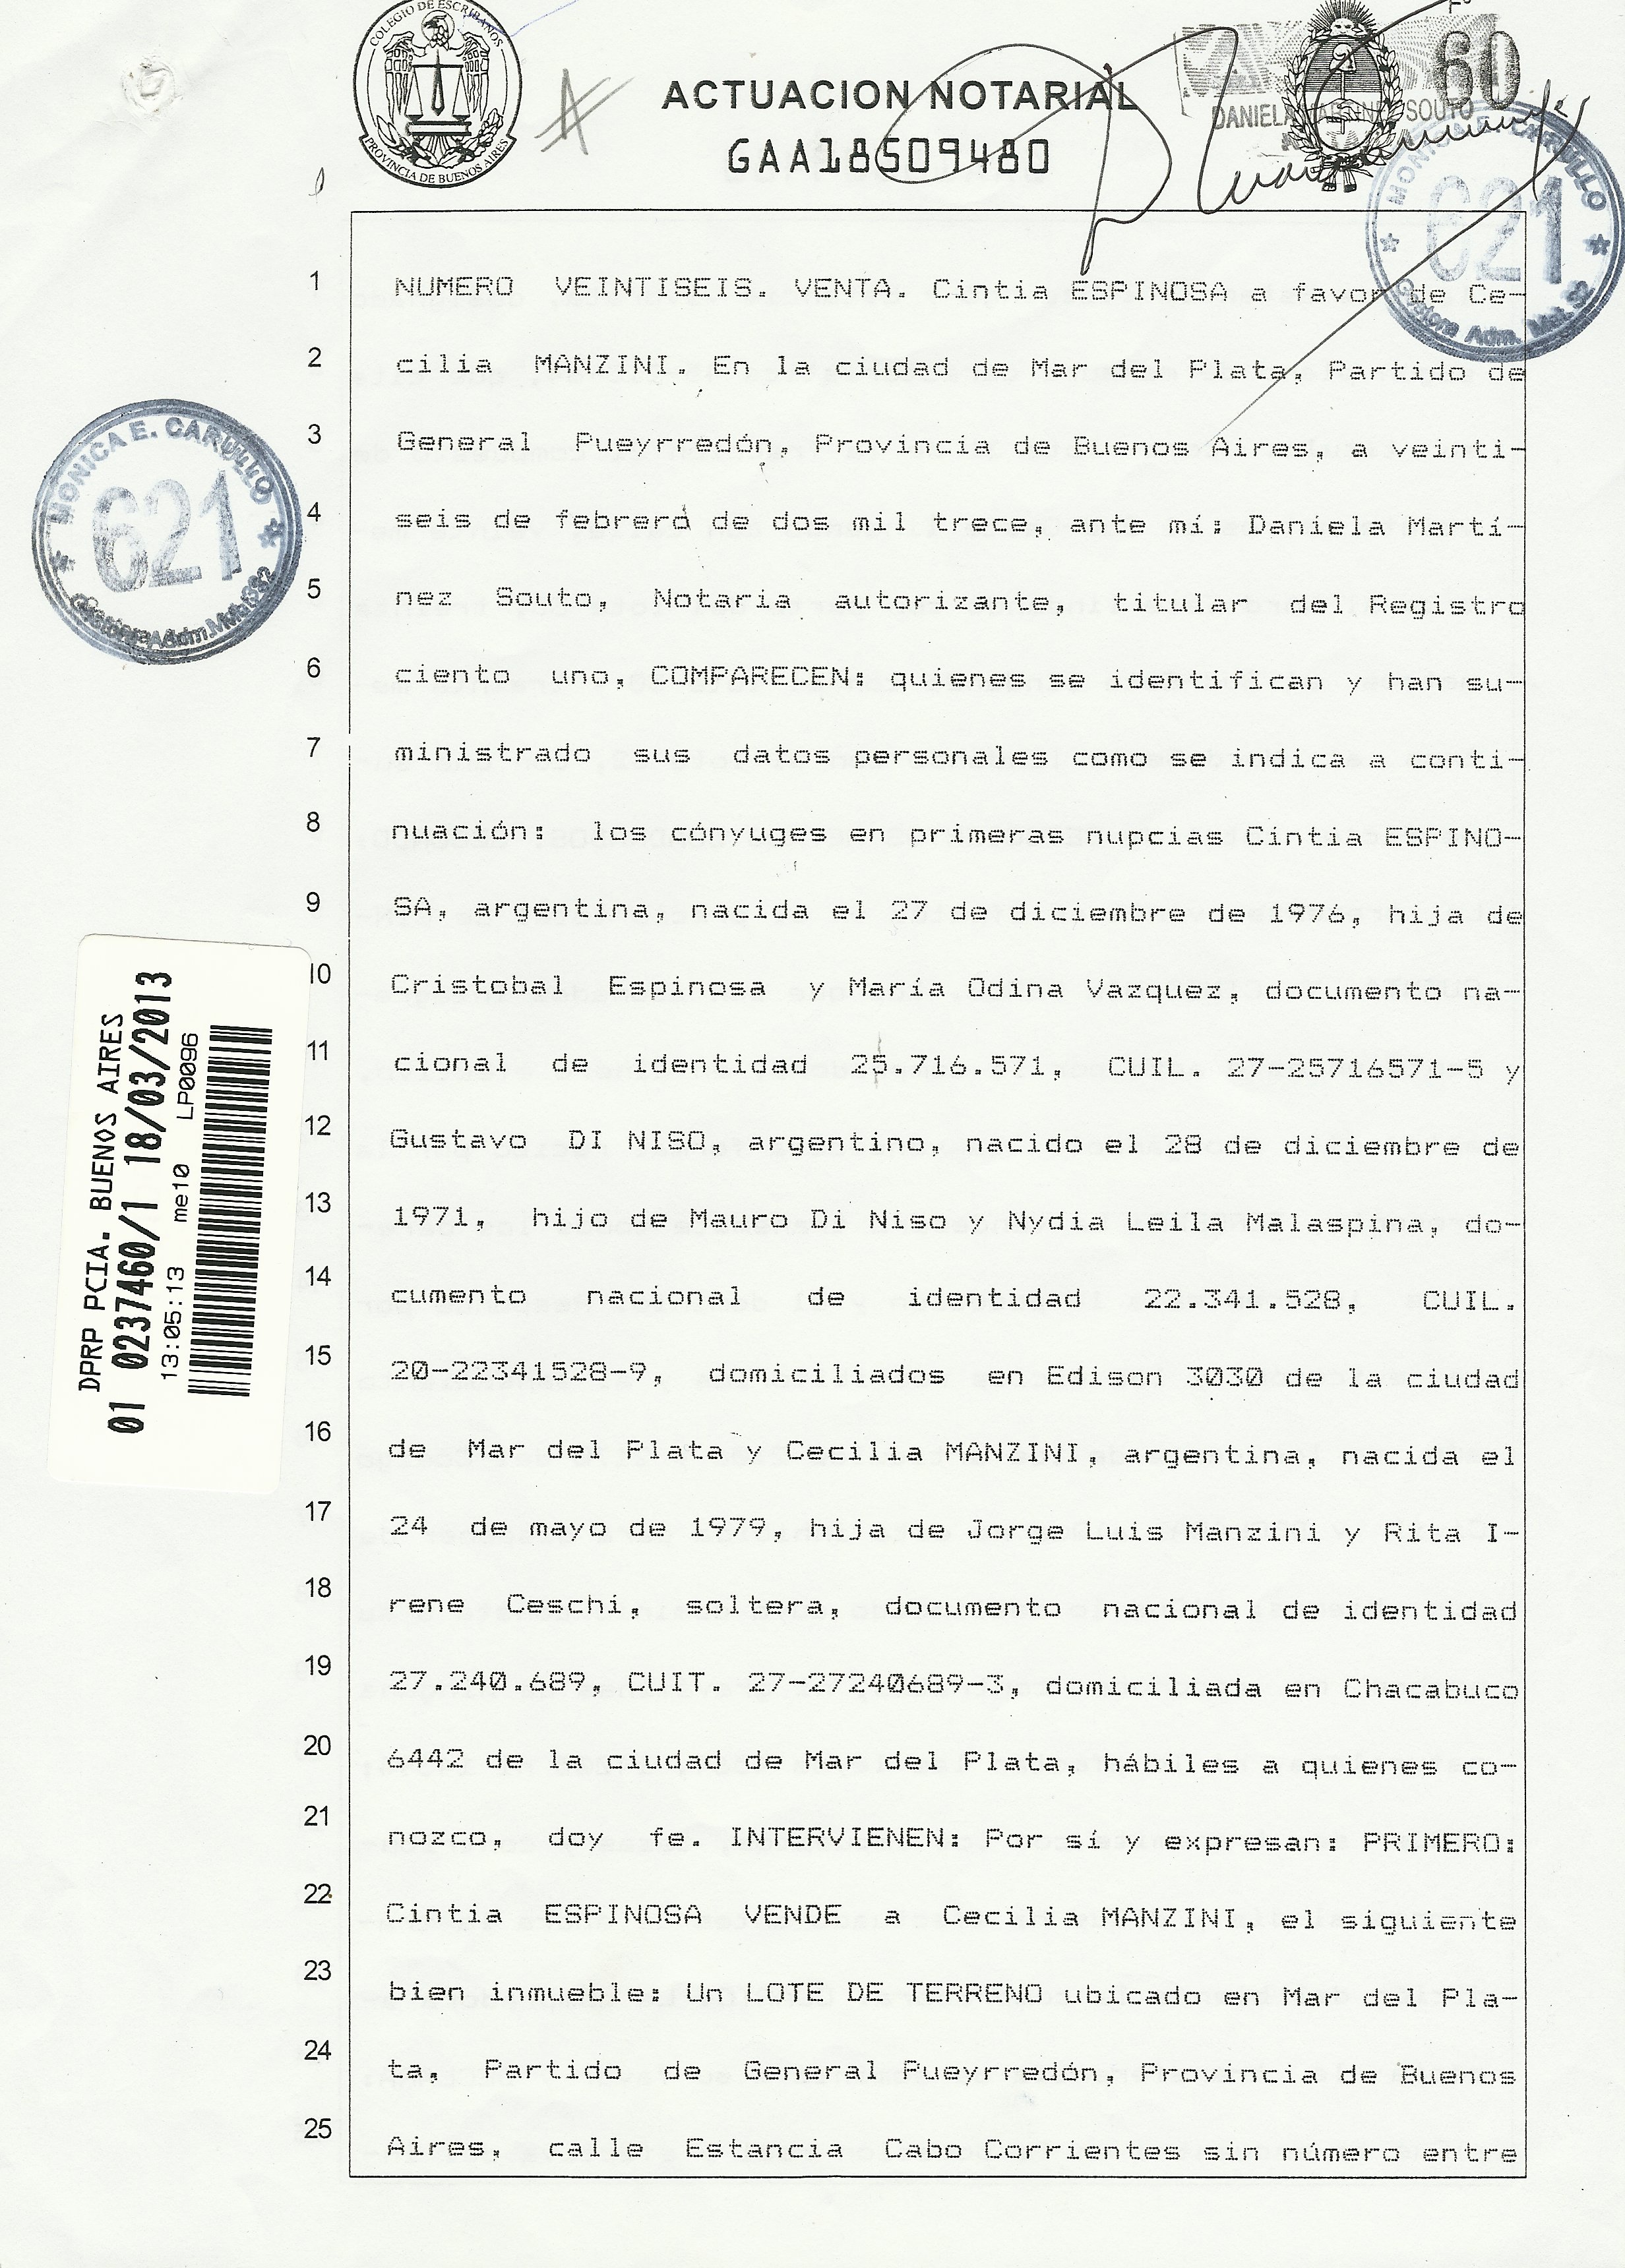 COLEGIO DE ESCRIBANOS
PROVINCIA DE BUENOS AIRES
ACTUACION NOTARIAL
GAA18509480
60
DANIELA MARTINEZ SOUTO
MONICA E. CARULLO
621
Gestora Adm. Mat.
1 NUMERO VEINTISEIS. VENTA. Cintia ESPINOSA a favor de Ce-
2 cilia MANZINI. En la ciudad de Mar del Plata, Partido de
3 General Pueyrredón, Provincia de Buenos Aires, a veinti-
4 seis de febrero de dos mil trece, ante mí: Daniela Martí-
5 nez Souto, Notaria autorizante, titular del Registro
6 ciento uno, COMPARECEN: quienes se identifican y han su-
7 ministrado sus datos personales como se indica a conti-
8 nuación: los cónyuges en primeras nupcias Cintia ESPINO-
9 SA, argentina, nacida el 27 de diciembre de 1976, hija de
10 Cristobal Espinosa y María Odina Vazquez, documento na-
11 cional de identidad 25.716.571, CUIL. 27-25716571-5 y
12 Gustavo DI NISO, argentino, nacido el 28 de diciembre de
13 1971, hijo de Mauro Di Niso y Nydia Leila Malaspina, do-
14 cumento nacional de identidad 22.341.528, CUIL.
15 20-22341528-9, domiciliados en Edison 3030 de la ciudad
16 de Mar del Plata y Cecilia MANZINI, argentina, nacida el
17 24 de mayo de 1979, hija de Jorge Luis Manzini y Rita I-
18 rene Ceschi, soltera, documento nacional de identidad
19 27.240.689, CUIT. 27-27240689-3, domiciliada en Chacabuco
20 6442 de la ciudad de Mar del Plata, hábiles a quienes co-
21 nozco, doy fe. INTERVIENEN: Por sí y expresan: PRIMERO:
22 Cintia ESPINOSA VENDE a Cecilia MANZINI, el siguiente
23 bien inmueble: Un LOTE DE TERRENO ubicado en Mar del Pla-
24 ta, Partido de General Pueyrredón, Provincia de Buenos
25 Aires, calle Estancia Cabo Corrientes sin número entre
MONICA E. CARULLO
621
Gestora Adm. Mat.
DPRP PCIA. BUENOS AIRES
01 0237460/1 18/03/2013
13:05:13 me10 LP0096